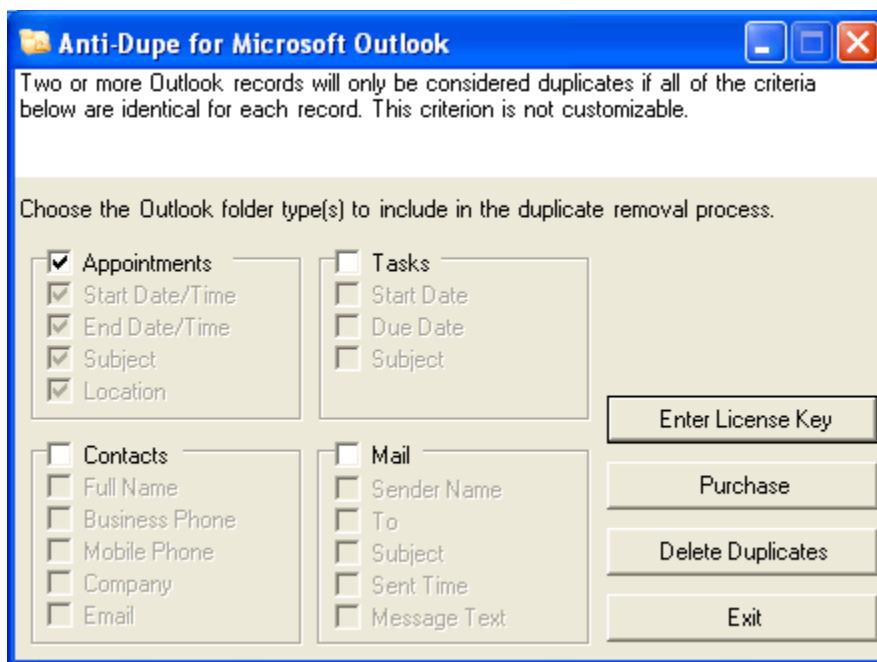 Anti-Dupe for Microsoft Outlook
Two or more Outlook records will only be considered duplicates if all of the criteria
below are identical for each record. This criterion is not customizable.
Choose the Outlook folder type(s) to include in the duplicate removal process.
Appointments
Start Date/Time
End Date/Time
Subject
Location
Tasks
Start Date
Due Date
Subject
Contacts
Full Name
Business Phone
Mobile Phone
Company
Email
Mail
Sender Name
To
Subject
Sent Time
Message Text
Enter License Key
Purchase
Delete Duplicates
Exit